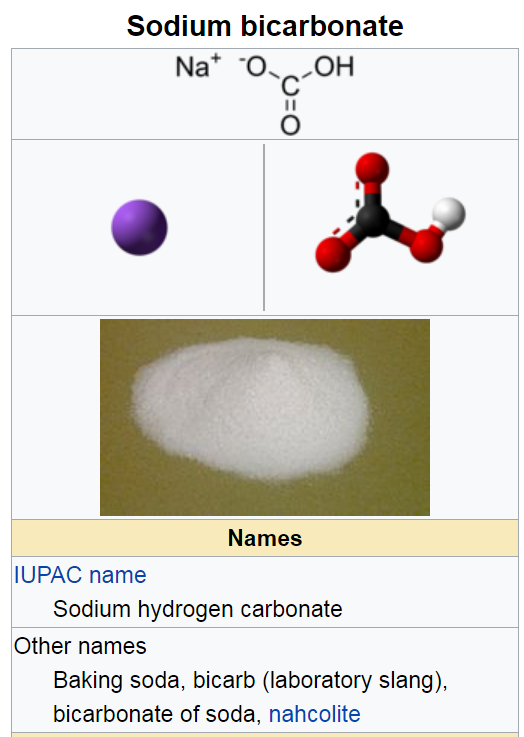 Sodium bicarbonate
Na⁺ ⁻O OH
C
O
Names
IUPAC name
Sodium hydrogen carbonate
Other names
Baking soda, bicarb (laboratory slang),
bicarbonate of soda, nahcolite